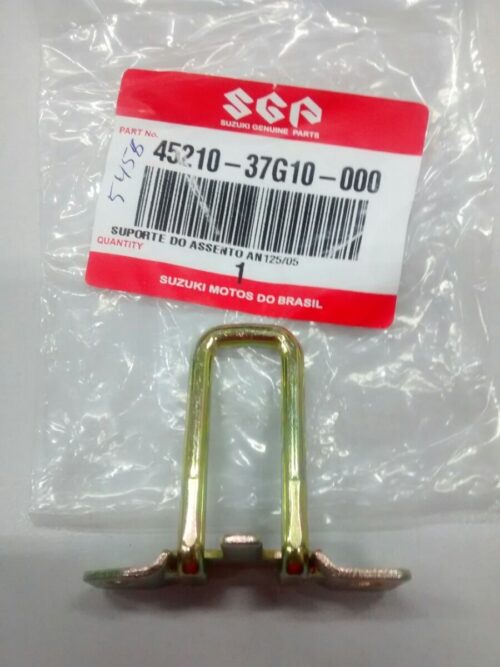 SGP
SUZUKI GENUINE PARTS
PART No.
45210-37G10-000
5458
SUPORTE DO ASSENTO AN125/05
QUANTITY
1
SUZUKI MOTOS DO BRASIL